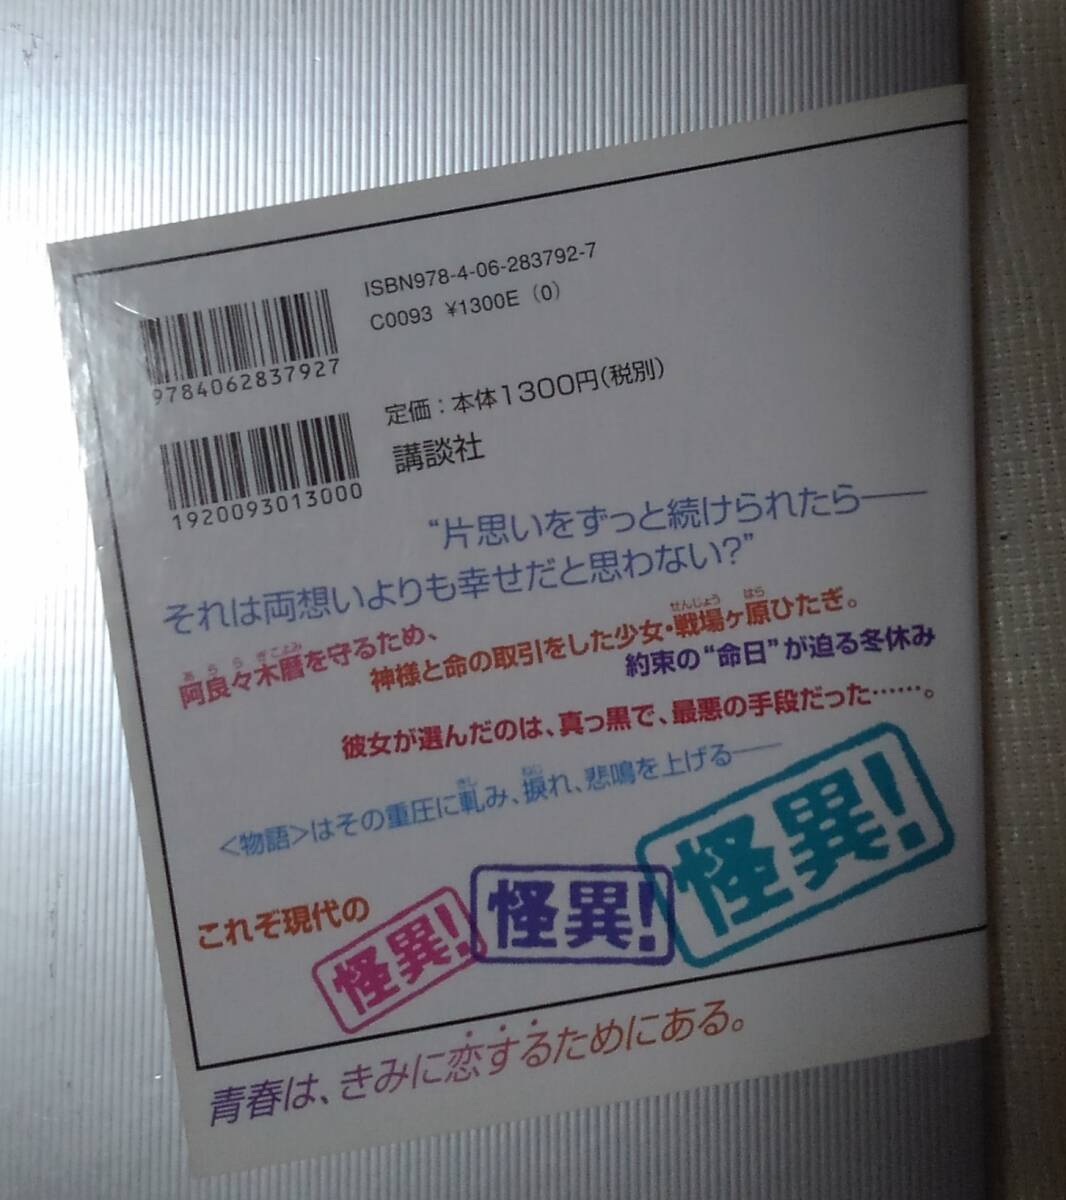 ISBN978-4-06-283792-7
C0093 ¥1300E (0)
9784062837927
定価：本体1300円（税別）
講談社
1920093013000
“片思いをずっと続けられたら――
それは両想いよりも幸せだと思わない？”
阿良々木暦を守るため、
神様と命の取引をした少女・戦場ヶ原ひたぎ。
約束の“命日”が迫る冬休み
彼女が選んだのは、真っ黒で、最悪の手段だった……。
＜物語＞はその重圧に軋み、捩れ、悲鳴を上げる――
これぞ現代の
怪異！怪異！怪異！
青春は、きみに恋するためにある。